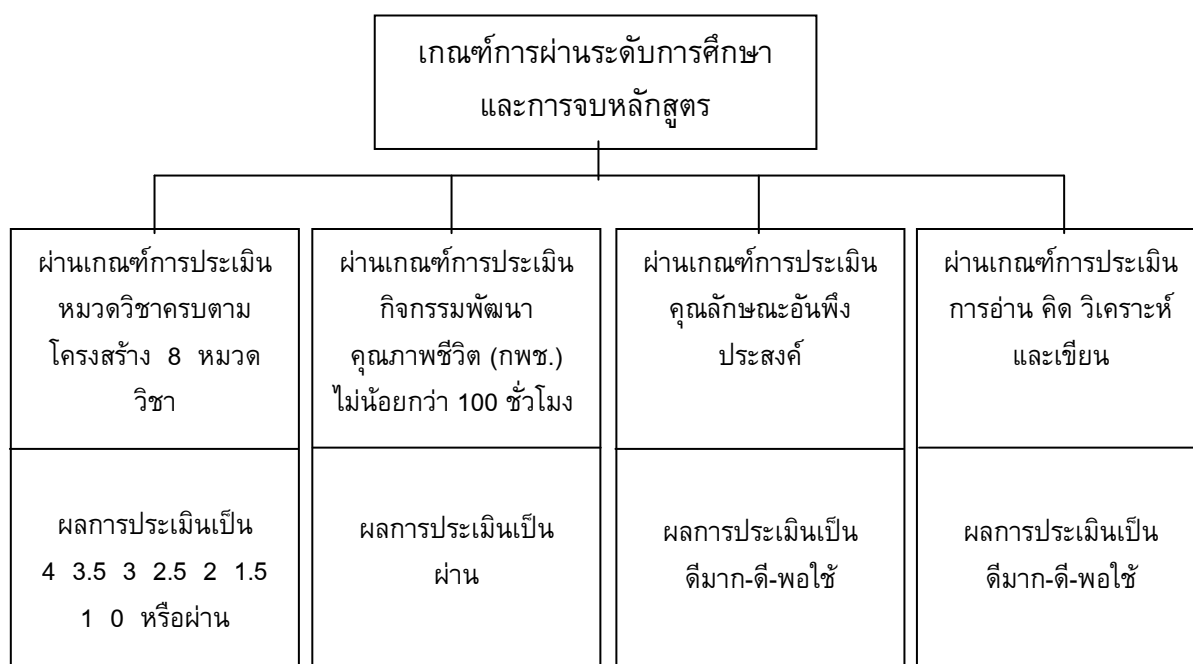 เกณฑ์การผ่านระดับการศึกษา
และการจบหลักสูตร
ผ่านเกณฑ์การประเมิน
หมวดวิชาครบตาม
โครงสร้าง 8 หมวด
วิชา
ผลการประเมินเป็น
4 3.5 3 2.5 2 1.5
1 0 หรือผ่าน
ผ่านเกณฑ์การประเมิน
กิจกรรมพัฒนา
คุณภาพชีวิต (กพช.)
ไม่น้อยกว่า 100 ชั่วโมง
ผลการประเมินเป็น
ผ่าน
ผ่านเกณฑ์การประเมิน
คุณลักษณะอันพึง
ประสงค์
ผลการประเมินเป็น
ดีมาก-ดี-พอใช้
ผ่านเกณฑ์การประเมิน
การอ่าน คิด วิเคราะห์
และเขียน
ผลการประเมินเป็น
ดีมาก-ดี-พอใช้